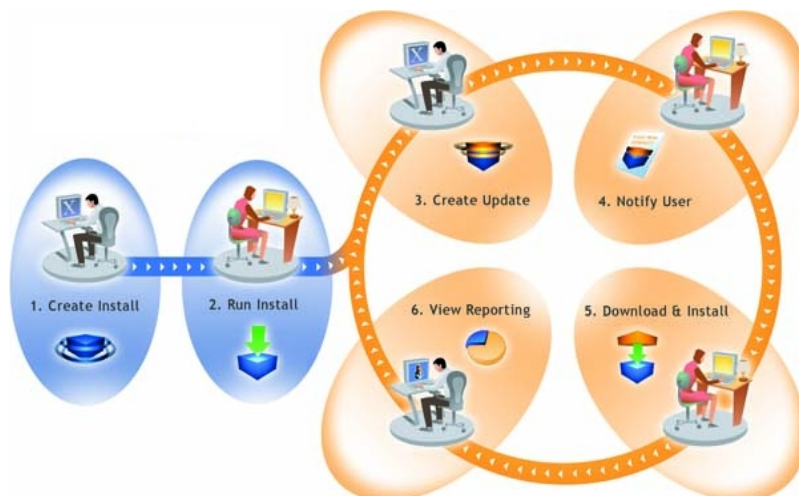 1. Create Install
2. Run Install
3. Create Update
4. Notify User
5. Download & Install
6. View Reporting
X
X